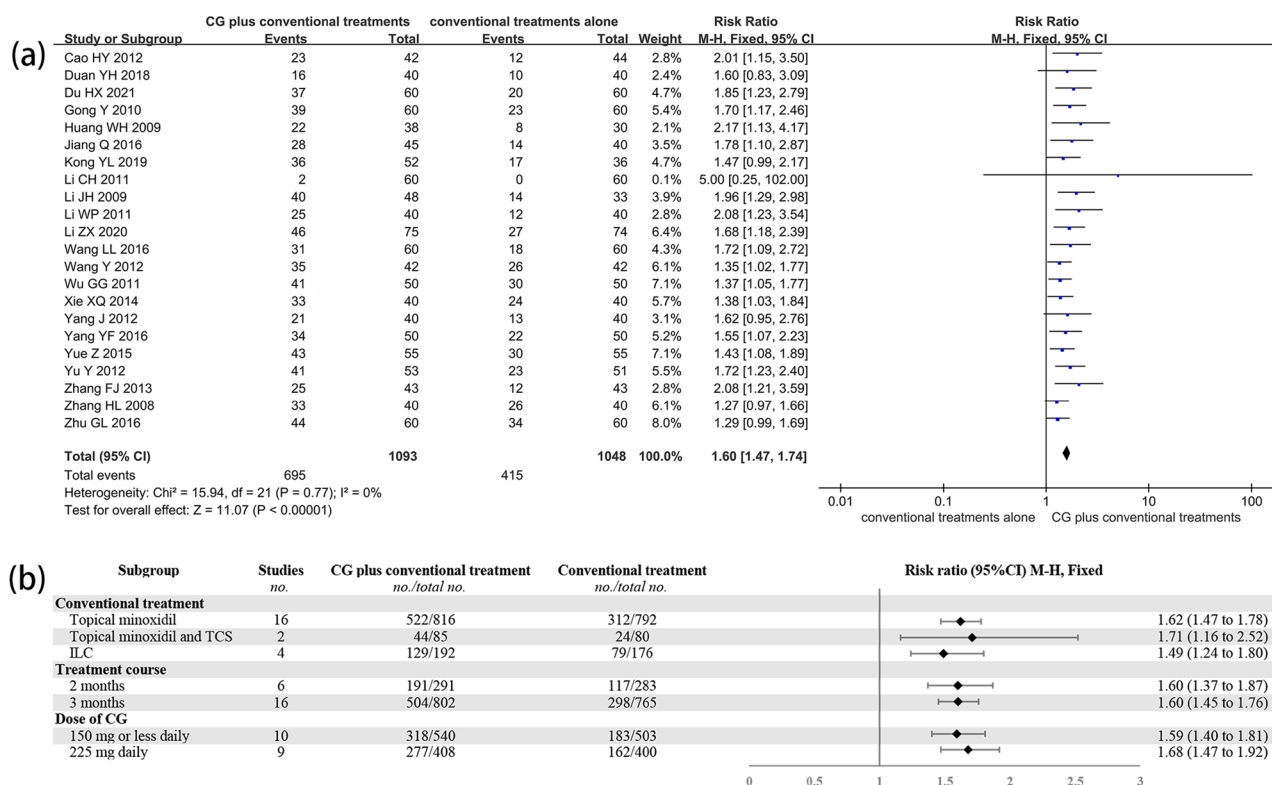 (a)
CG plus conventional treatments conventional treatments alone Risk Ratio Risk Ratio
Study or Subgroup Events Total Events Total Weight M-H, Fixed, 95% CI M-H, Fixed, 95% CI
Cao HY 2012 23 42 12 44 2.8% 2.01 [1.15, 3.50]
Duan YH 2018 16 40 10 40 2.4% 1.60 [0.83, 3.09]
Du HX 2021 37 60 20 60 4.7% 1.85 [1.23, 2.79]
Gong Y 2010 39 60 23 60 5.4% 1.70 [1.17, 2.46]
Huang WH 2009 22 38 8 30 2.1% 2.17 [1.13, 4.17]
Jiang Q 2016 28 45 14 40 3.5% 1.78 [1.10, 2.87]
Kong YL 2019 36 52 17 36 4.7% 1.47 [0.99, 2.17]
Li CH 2011 2 60 0 60 0.1% 5.00 [0.25, 102.00]
Li JH 2009 40 48 14 33 3.9% 1.96 [1.29, 2.98]
Li WP 2011 25 40 12 40 2.8% 2.08 [1.23, 3.54]
Li ZX 2020 46 75 27 74 6.4% 1.68 [1.18, 2.39]
Wang LL 2016 31 60 18 60 4.3% 1.72 [1.09, 2.72]
Wang Y 2012 35 42 26 42 6.1% 1.35 [1.02, 1.77]
Wu GG 2011 41 50 30 50 7.1% 1.37 [1.05, 1.77]
Xie XQ 2014 33 40 24 40 5.7% 1.38 [1.03, 1.84]
Yang J 2012 21 40 13 40 3.1% 1.62 [0.95, 2.76]
Yang YF 2016 34 50 22 50 5.2% 1.55 [1.07, 2.23]
Yue Z 2015 43 55 30 55 7.1% 1.43 [1.08, 1.89]
Yu Y 2012 41 53 23 51 5.5% 1.72 [1.23, 2.40]
Zhang FJ 2013 25 43 12 43 2.8% 2.08 [1.21, 3.59]
Zhang HL 2008 33 40 26 40 6.1% 1.27 [0.97, 1.66]
Zhu GL 2016 44 60 34 60 8.0% 1.29 [0.99, 1.69]
Total (95% CI) 1093 1048 100.0% 1.60 [1.47, 1.74]
Total events 695 415
Heterogeneity: Chi² = 15.94, df = 21 (P = 0.77); I² = 0%
Test for overall effect: Z = 11.07 (P < 0.00001)
0.01 0.1 1 10 100
conventional treatments alone CG plus conventional treatments
(b)
Subgroup Studies CG plus conventional treatment Conventional treatment Risk ratio (95%CI) M-H, Fixed
no. no./total no. no./total no.
Conventional treatment
Topical minoxidil 16 522/816 312/792 1.62 (1.47 to 1.78)
Topical minoxidil and TCS 2 44/85 24/80 1.71 (1.16 to 2.52)
ILC 4 129/192 79/176 1.49 (1.24 to 1.80)
Treatment course
2 months 6 191/291 117/283 1.60 (1.37 to 1.87)
3 months 16 504/802 298/765 1.60 (1.45 to 1.76)
Dose of CG
150 mg or less daily 10 318/540 183/503 1.59 (1.40 to 1.81)
225 mg daily 9 277/408 162/400 1.68 (1.47 to 1.92)
0 0.5 1 1.5 2 2.5 3